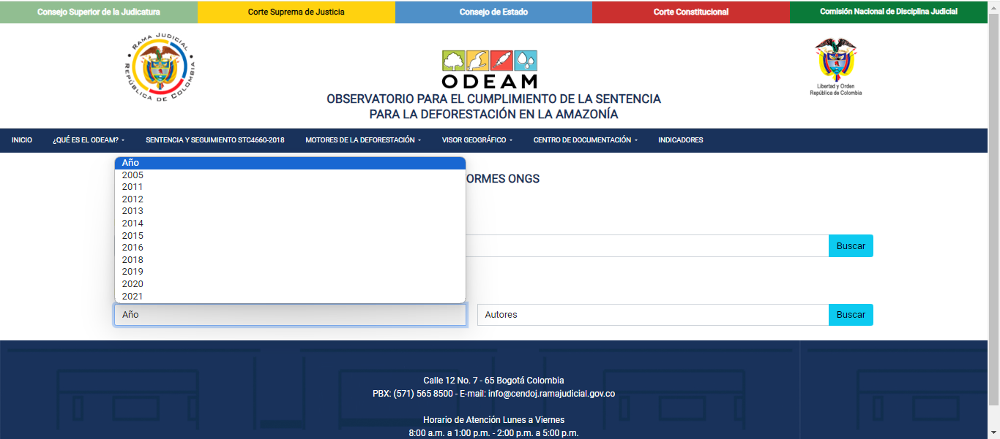 Consejo Superior de la Judicatura
Corte Suprema de Justicia
Consejo de Estado
Corte Constitucional
Comisión Nacional de Disciplina Judicial
RAMA JUDICIAL
REPÚBLICA DE COLOMBIA
ODEAM
OBSERVATORIO PARA EL CUMPLIMIENTO DE LA SENTENCIA
PARA LA DEFORESTACIÓN EN LA AMAZONÍA
Libertad y Orden
República de Colombia
INICIO
¿QUÉ ES EL ODEAM?
SENTENCIA Y SEGUIMIENTO STC4660-2018
MOTORES DE LA DEFORESTACIÓN
VISOR GEOGRÁFICO
CENTRO DE DOCUMENTACIÓN
INDICADORES
ORMES ONGS
Año
2005
2011
2012
2013
2014
2015
2016
2018
2019
2020
2021
Buscar
Año
Autores
Buscar
Calle 12 No. 7 - 65 Bogotá Colombia
PBX: (571) 565 8500 - E-mail: info@cendoj.ramajudicial.gov.co
Horario de Atención Lunes a Viernes
8:00 a.m. a 1:00 p.m. - 2:00 p.m. a 5:00 p.m.